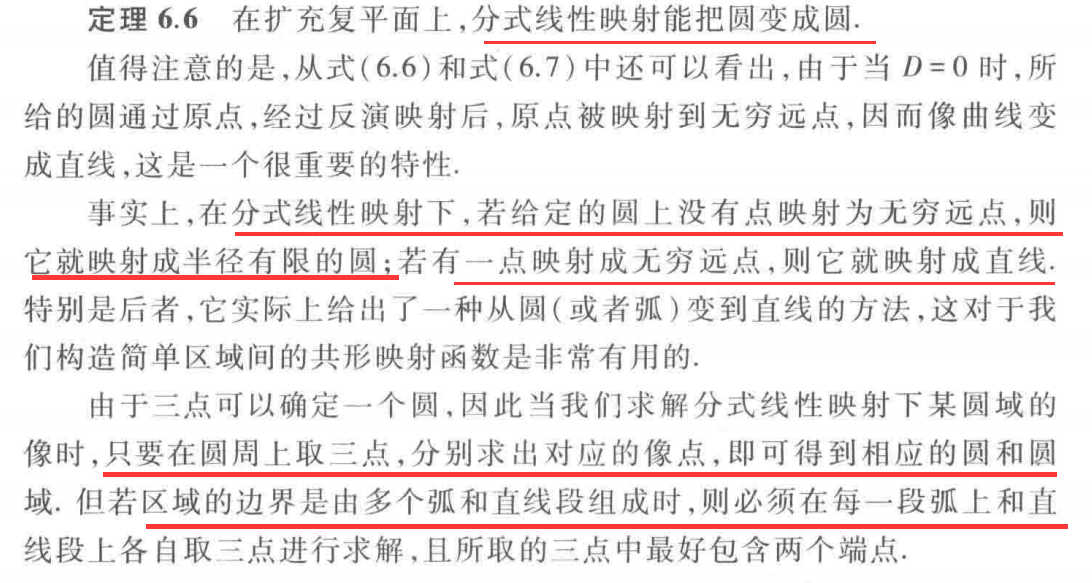 定理 6.6 在扩充复平面上,分式线性映射能把圆变成圆.
值得注意的是,从式(6.6)和式(6.7)中还可以看出,由于当 D=0 时,所
给的圆通过原点,经过反演映射后,原点被映射到无穷远点,因而像曲线变
成直线,这是一个很重要的特性.
事实上,在分式线性映射下,若给定的圆上没有点映射为无穷远点,则
它就映射成半径有限的圆;若有一点映射成无穷远点,则它就映射成直线.
特别是后者,它实际上给出了一种从圆(或者弧)变到直线的方法,这对于我
们构造简单区域间的共形映射函数是非常有用的.
由于三点可以确定一个圆,因此当我们求解分式线性映射下某圆域的
像时,只要在圆周上取三点,分别求出对应的像点,即可得到相应的圆和圆
域. 但若区域的边界是由多个弧和直线段组成时,则必须在每一段弧上和直
线段上各自取三点进行求解,且所取的三点中最好包含两个端点.